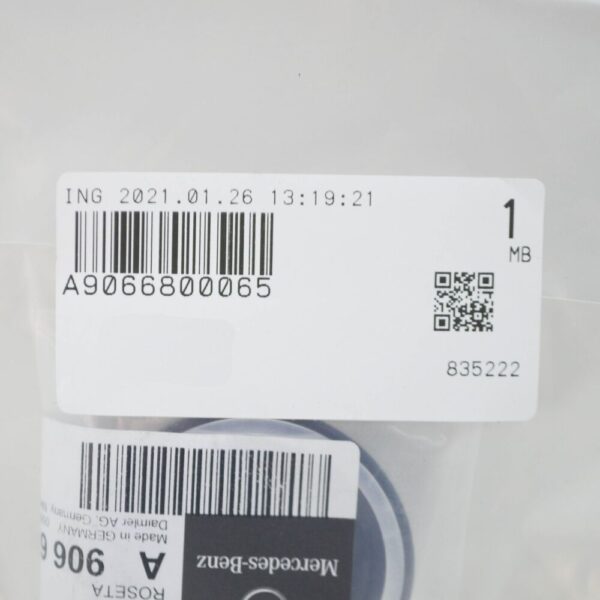 ING 2021.01.26 13:19:21
1
MB
A9066800065
835222
Mercedes-Benz
ROSETA
A 906 6
Made in GERMANY
Daimler AG, Germany